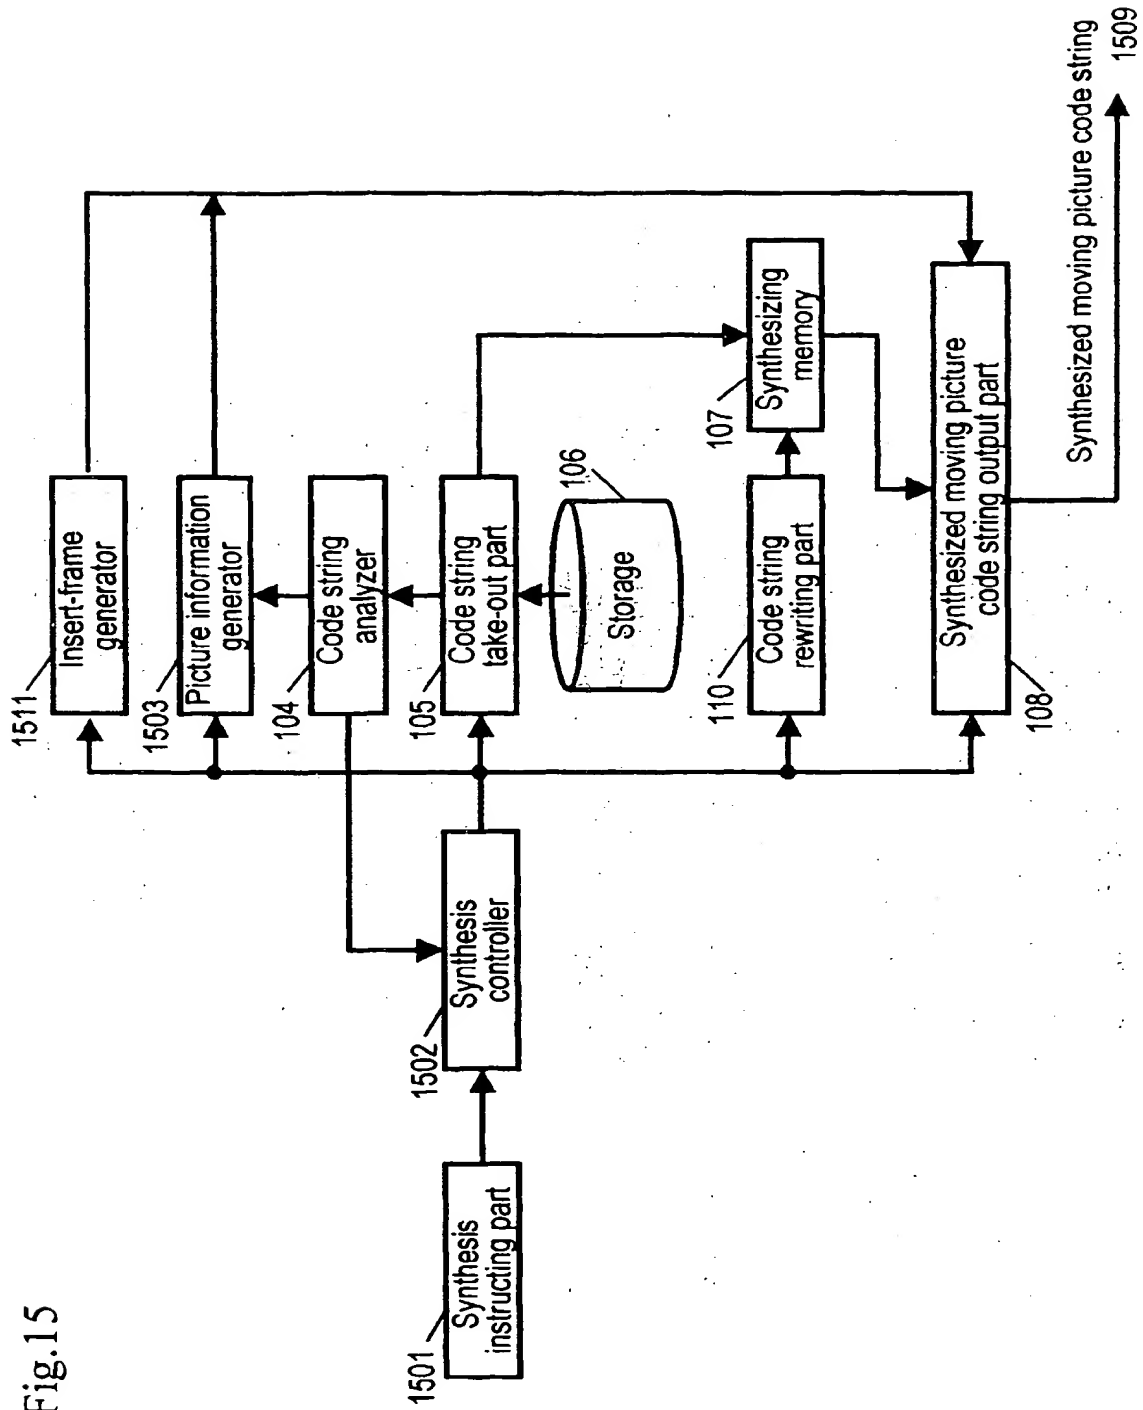 Fig.15
1501
Synthesis
instructing part
1502
Synthesis
controller
1511
Insert-frame
generator
1503
Picture information
generator
104
Code string
analyzer
105
Code string
take-out part
106
Storage
110
Code string
rewriting part
107
Synthesizing
memory
108
Synthesized moving picture
code string output part
Synthesized moving picture code string
1509